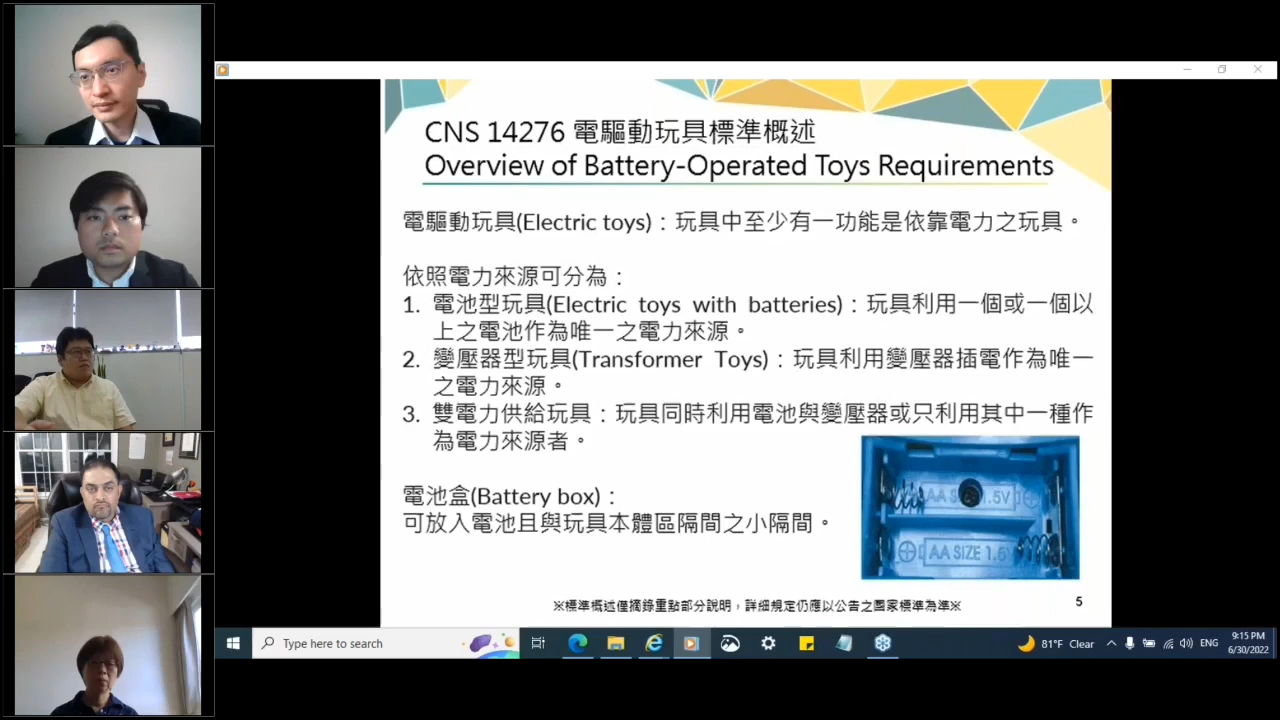 CNS 14276 電驅動玩具標準概述
Overview of Battery-Operated Toys Requirements
電驅動玩具(Electric toys)：玩具中至少有一功能是依靠電力之玩具。
依照電力來源可分為：
1. 電池型玩具(Electric toys with batteries)：玩具利用一個或一個以
上之電池作為唯一之電力來源。
2. 變壓器型玩具(Transformer Toys)：玩具利用變壓器插電作為唯一
之電力來源。
3. 雙電力供給玩具：玩具同時利用電池與變壓器或只利用其中一種作
為電力來源者。
電池盒(Battery box)：
可放入電池且與玩具本體區隔間之小隔間。
AA SIZE 1.5V
AA SIZE 1.5V
※標準概述僅摘錄重點部分說明，詳細規定仍應以公告之國家標準為準※
5
Type here to search
81°F Clear
ENG
9:15 PM
6/30/2022